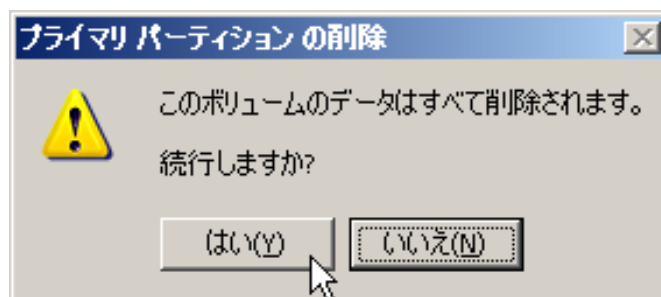 プライマリ パーティション の削除
このボリュームのデータはすべて削除されます。
続行しますか?
はい(Y)
いいえ(N)